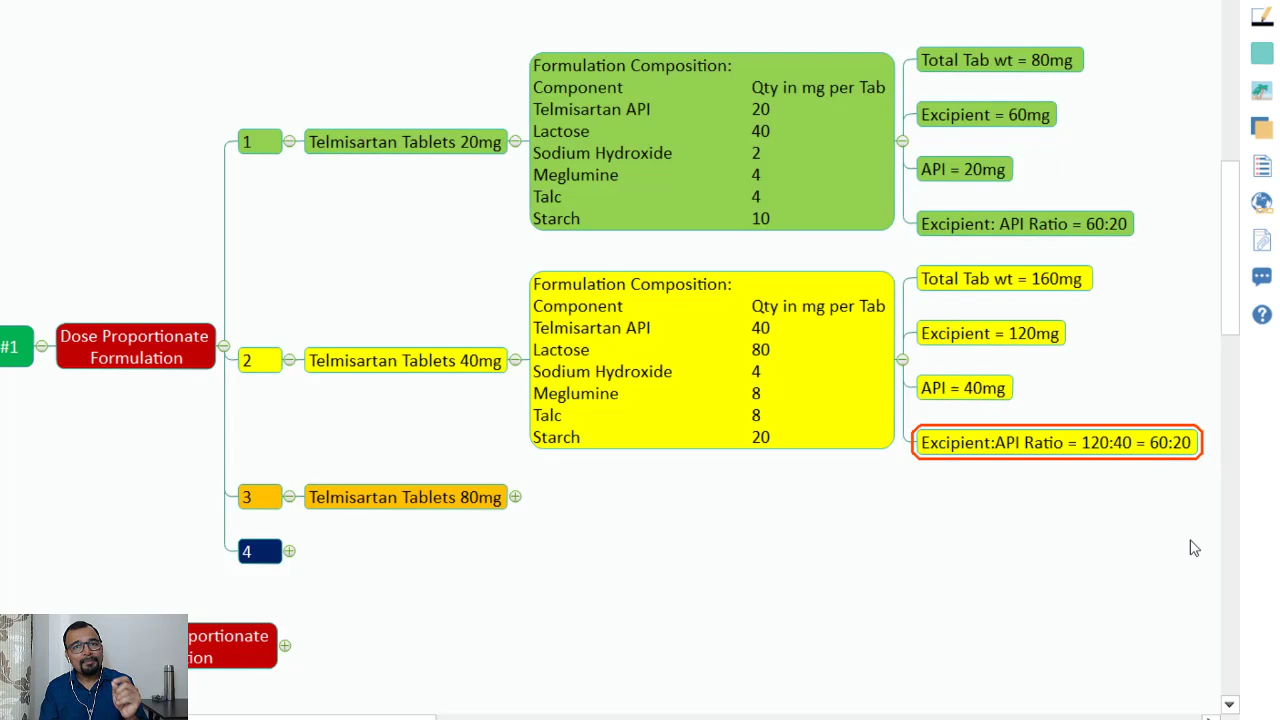 #1
Dose Proportionate
Formulation
1
Telmisartan Tablets 20mg
Formulation Composition:
Component Qty in mg per Tab
Telmisartan API 20
Lactose 40
Sodium Hydroxide 2
Meglumine 4
Talc 4
Starch 10
Total Tab wt = 80mg
Excipient = 60mg
API = 20mg
Excipient: API Ratio = 60:20
2
Telmisartan Tablets 40mg
Formulation Composition:
Component Qty in mg per Tab
Telmisartan API 40
Lactose 80
Sodium Hydroxide 4
Meglumine 8
Talc 8
Starch 20
Total Tab wt = 160mg
Excipient = 120mg
API = 40mg
Excipient:API Ratio = 120:40 = 60:20
3
Telmisartan Tablets 80mg
4
portionate
tion